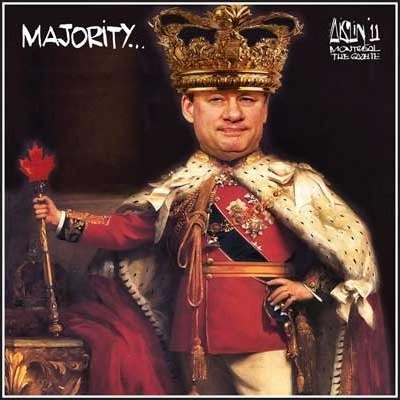 MAJORITY...
AISLIN '11
MONTREAL
THE GAZETTE